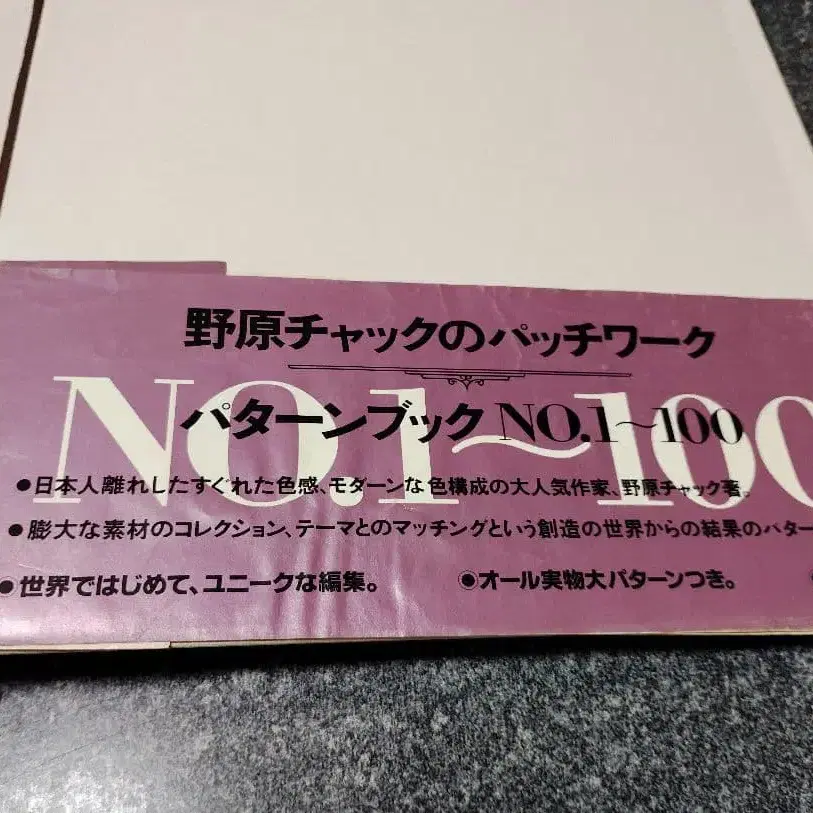 野原チャックのパッチワーク
NO.1~100
パターンブック NO.1~100
●日本人離れしたすぐれた色感、モダーンな色構成の大人気作家、野原チャック著。
●膨大な素材のコレクション、テーマとのマッチングという創造の世界からの結果のパター
●世界ではじめて、ユニークな編集。 ◉オール実物大パターンつき。